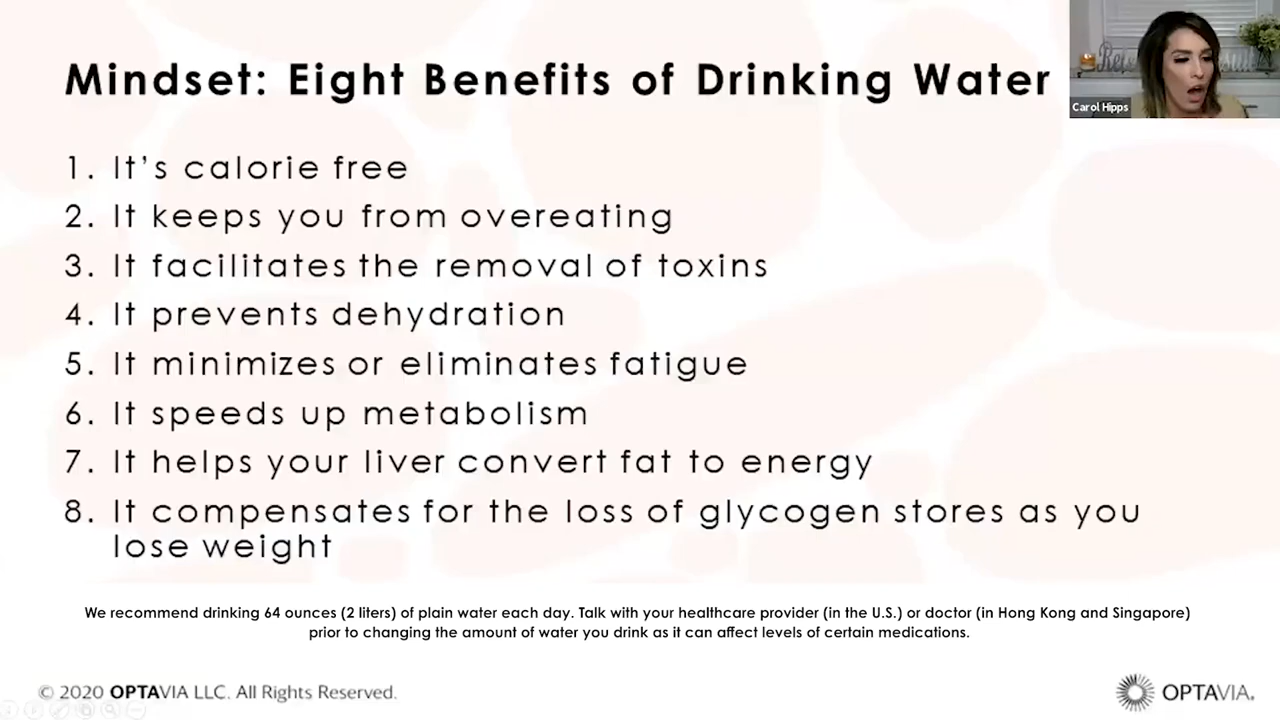 Mindset: Eight Benefits of Drinking Water
Carol Hipps
1. It's calorie free
2. It keeps you from overeating
3. It facilitates the removal of toxins
4. It prevents dehydration
5. It minimizes or eliminates fatigue
6. It speeds up metabolism
7. It helps your liver convert fat to energy
8. It compensates for the loss of glycogen stores as you
lose weight
We recommend drinking 64 ounces (2 liters) of plain water each day. Talk with your healthcare provider (in the U.S.) or doctor (in Hong Kong and Singapore)
prior to changing the amount of water you drink as it can affect levels of certain medications.
© 2020 OPTAVIA LLC. All Rights Reserved.
OPTAVIA.